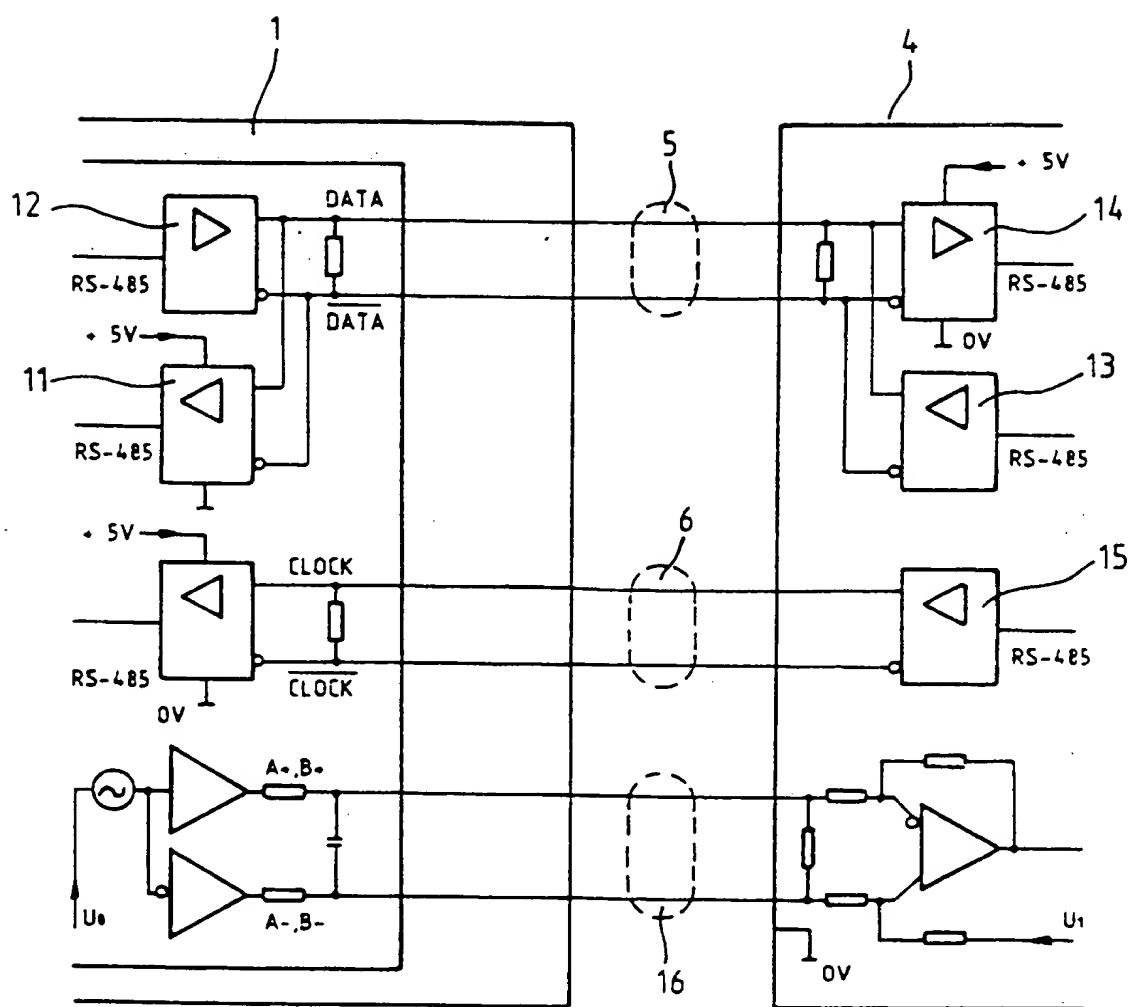 1
4
5
+ 5V
12
DATA
14
RS-485
DATA
RS-485
+ 5V
0V
11
13
RS-485
RS-485
+ 5V
6
CLOCK
15
RS-485
CLOCK
RS-485
0V
A+,B+
U0
A-,B-
16
0V
U1